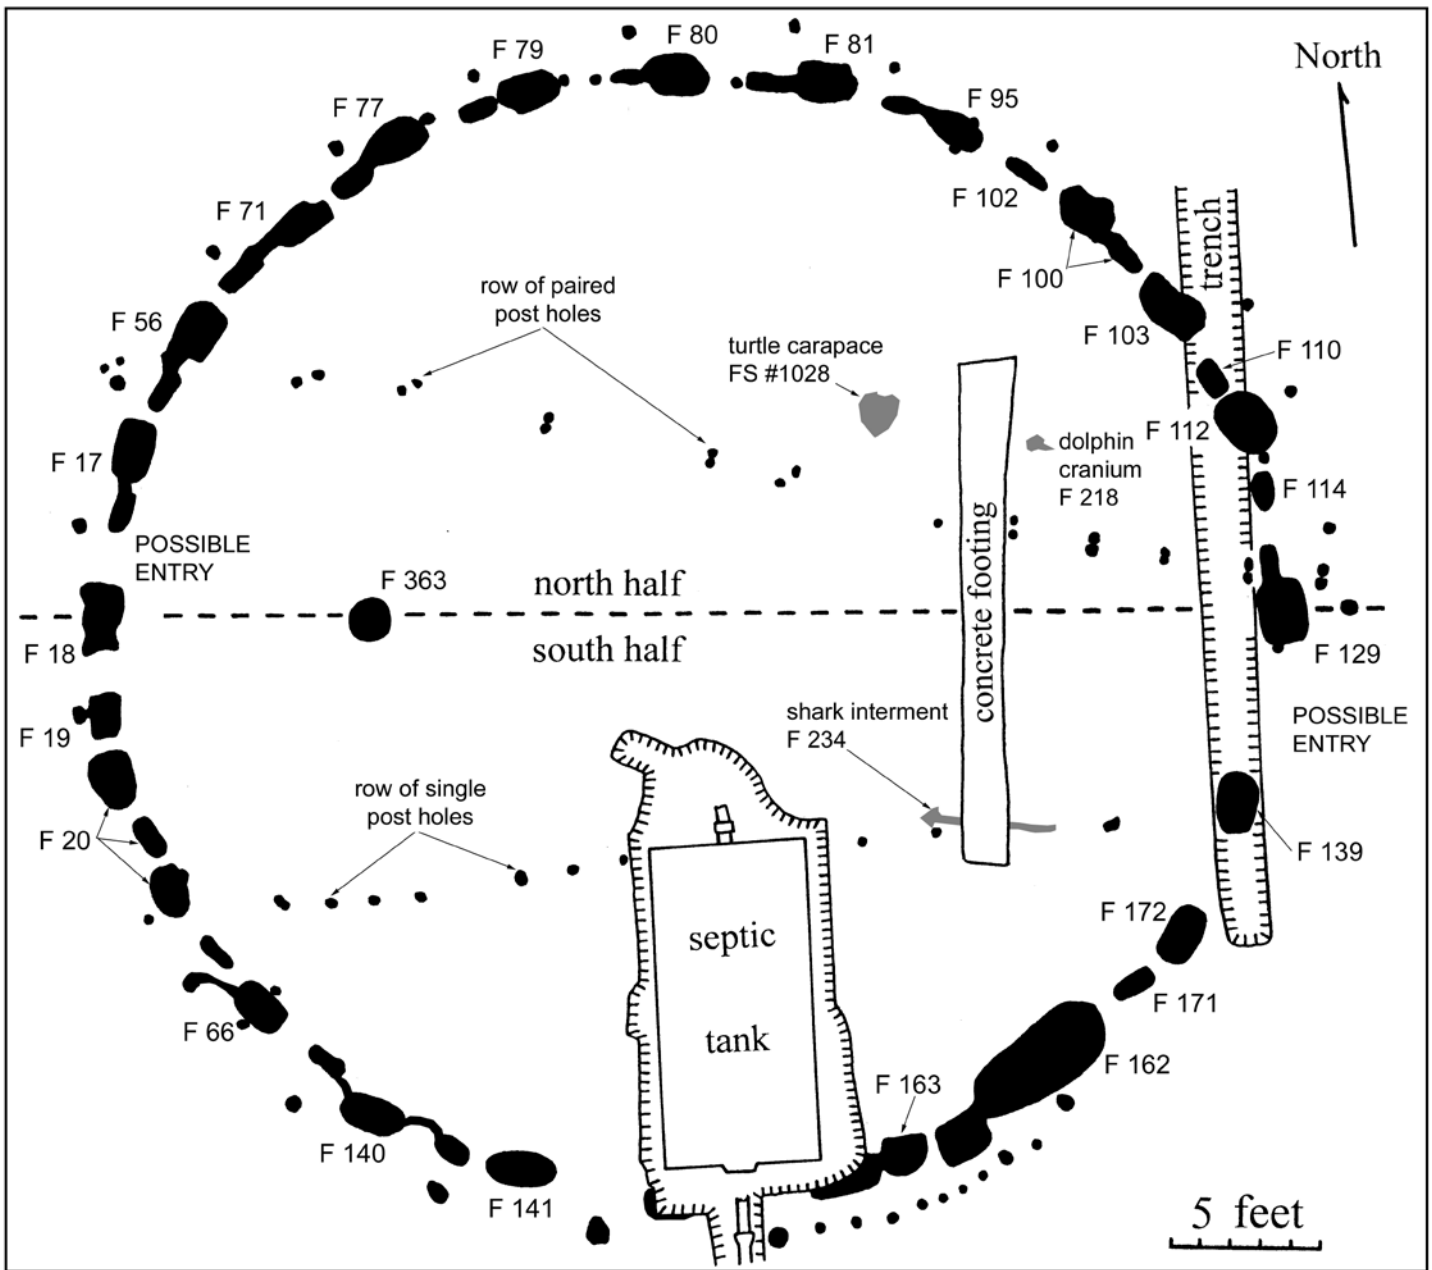 F 80
F 81
F 79
North
F 95
F 77
F 102
F 71
trench
F 100
row of paired
post holes
F 56
F 103
turtle carapace
FS #1028
F 110
F 112
dolphin
cranium
F 218
F 17
F 114
POSSIBLE
ENTRY
F 363
north half
south half
concrete footing
F 18
F 129
shark interment
F 234
POSSIBLE
ENTRY
F 19
row of single
post holes
F 20
F 139
F 172
septic
tank
F 171
F 66
F 162
F 163
F 140
F 141
5 feet